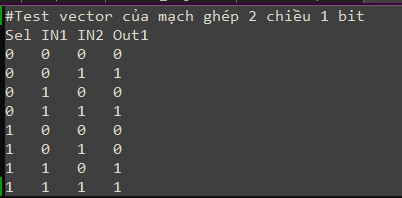 #Test vector của mạch ghép 2 chiều 1 bit
Sel IN1 IN2 Out1
0 0 0 0
0 0 1 1
0 1 0 0
0 1 1 1
1 0 0 0
1 0 1 0
1 1 0 1
1 1 1 1